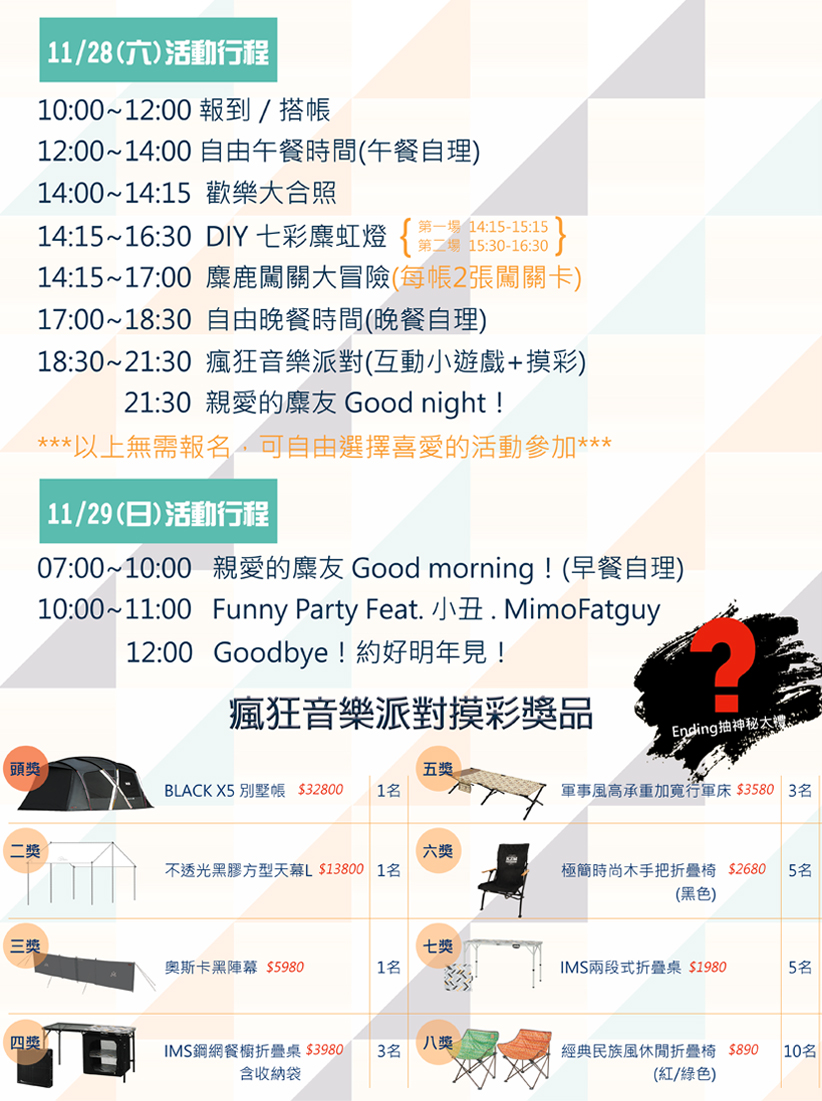 11/28(六)活動行程
10:00~12:00 報到 / 搭帳
12:00~14:00 自由午餐時間(午餐自理)
14:00~14:15 歡樂大合照
14:15~16:30 DIY 七彩麋虹燈 { 第一場 14:15-15:15
第二場 15:30-16:30 }
14:15~17:00 麋鹿闖關大冒險(每帳2張闖關卡)
17:00~18:30 自由晚餐時間(晚餐自理)
18:30~21:30 瘋狂音樂派對(互動小遊戲+摸彩)
21:30 親愛的麋友 Good night！
***以上無需報名，可自由選擇喜愛的活動參加***
11/29(日)活動行程
07:00~10:00 親愛的麋友 Good morning！(早餐自理)
10:00~11:00 Funny Party Feat. 小丑 . MimoFatguy
12:00 Goodbye！約好明年見！
?
Ending抽神秘大禮
瘋狂音樂派對摸彩獎品
頭獎
BLACK X5 別墅帳 $32800 1名
五獎
軍事風高承重加寬行軍床 $3580 3名
二獎
不透光黑膠方型天幕L $13800 1名
六獎
極簡時尚木手把折疊椅 $2680 5名
(黑色)
三獎
奧斯卡黑陣幕 $5980 1名
七獎
IMS兩段式折疊桌 $1980 5名
四獎
IMS鋼網餐櫥折疊桌 $3980 3名
含收納袋
八獎
經典民族風休閒折疊椅 $890 10名
(紅/綠色)